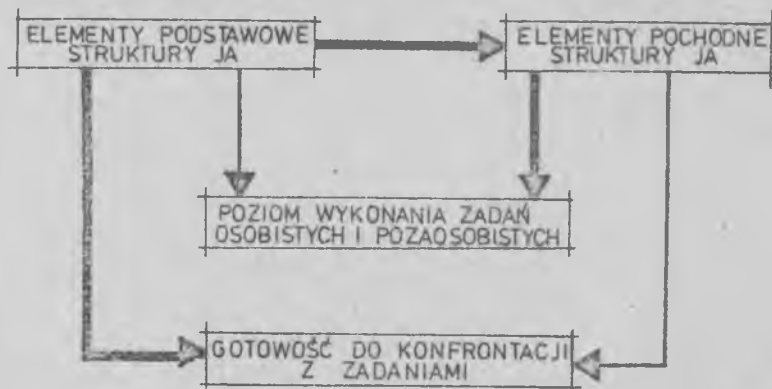 ELEMENTY PODSTAWOWE
STRUKTURY JA
ELEMENTY POCHODNE
STRUKTURY JA
POZIOM WYKONANIA ZADAŃ
OSOBISTYCH I POZAOSOBISTYCH
GOTOWOŚĆ DO KONFRONTACJI
Z ZADANIAMI